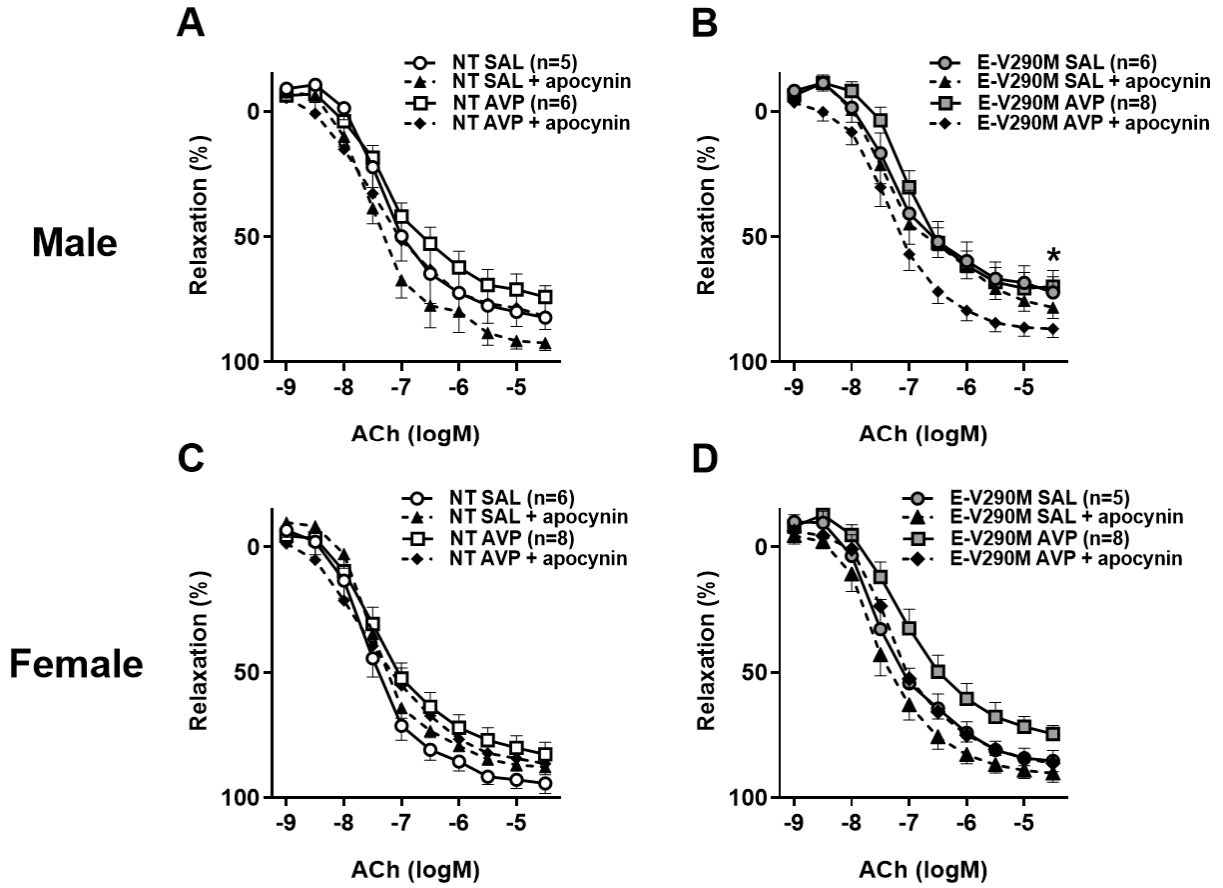 A
NT SAL (n=5)
NT SAL + apocynin
NT AVP (n=6)
NT AVP + apocynin
0
50
100
Relaxation (%)
-9 -8 -7 -6 -5
ACh (logM)
B
E-V290M SAL (n=6)
E-V290M SAL + apocynin
E-V290M AVP (n=8)
E-V290M AVP + apocynin
0
50
100
Relaxation (%)
*
-9 -8 -7 -6 -5
ACh (logM)
Male
C
NT SAL (n=6)
NT SAL + apocynin
NT AVP (n=8)
NT AVP + apocynin
0
50
100
Relaxation (%)
-9 -8 -7 -6 -5
ACh (logM)
D
E-V290M SAL (n=5)
E-V290M SAL + apocynin
E-V290M AVP (n=8)
E-V290M AVP + apocynin
0
50
100
Relaxation (%)
-9 -8 -7 -6 -5
ACh (logM)
Female